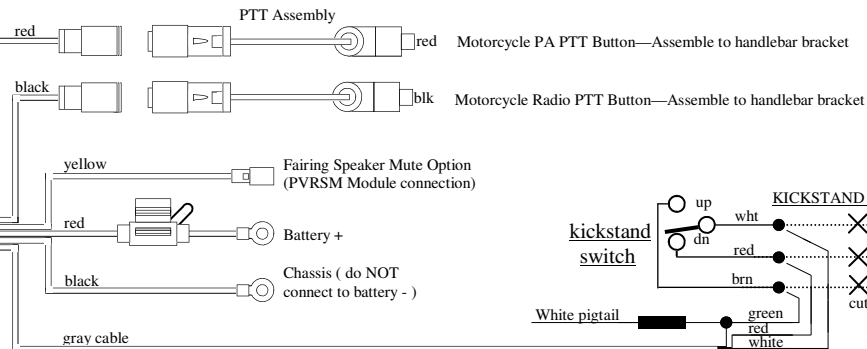 PTT Assembly
red
red
Motorcycle PA PTT Button—Assemble to handlebar bracket
black
blk
Motorcycle Radio PTT Button—Assemble to handlebar bracket
yellow
Fairing Speaker Mute Option
(PVRSM Module connection)
red
Battery +
black
Chassis ( do NOT
connect to battery - )
gray cable
KICKSTAND
up
wht
kickstand
switch
dn
red
brn
cut
White pigtail
green
red
white